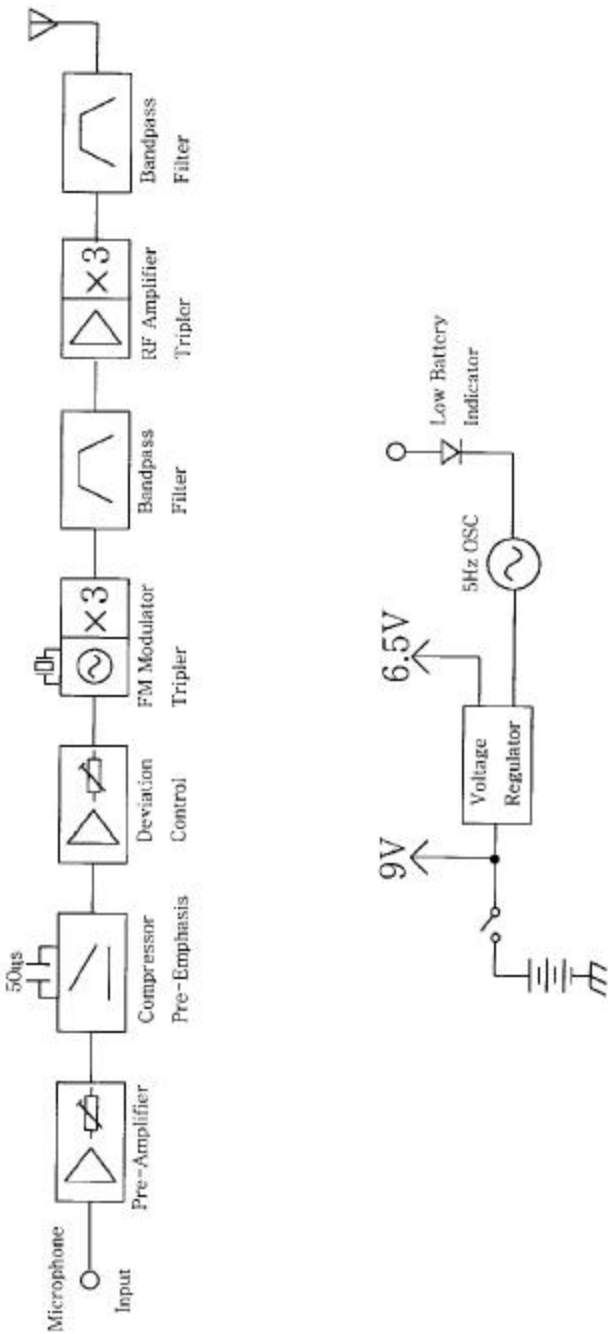 Microphone
Input
Pre-Amplifier
50us
Compressor
Pre-Emphasis
Deviation
Control
×3
FM Modulator
Tripler
Bandpass
Filter
×3
RF Amplifier
Tripler
Bandpass
Filter
9V
Voltage
Regulator
6.5V
5Hz OSC
Low Battery
Indicator